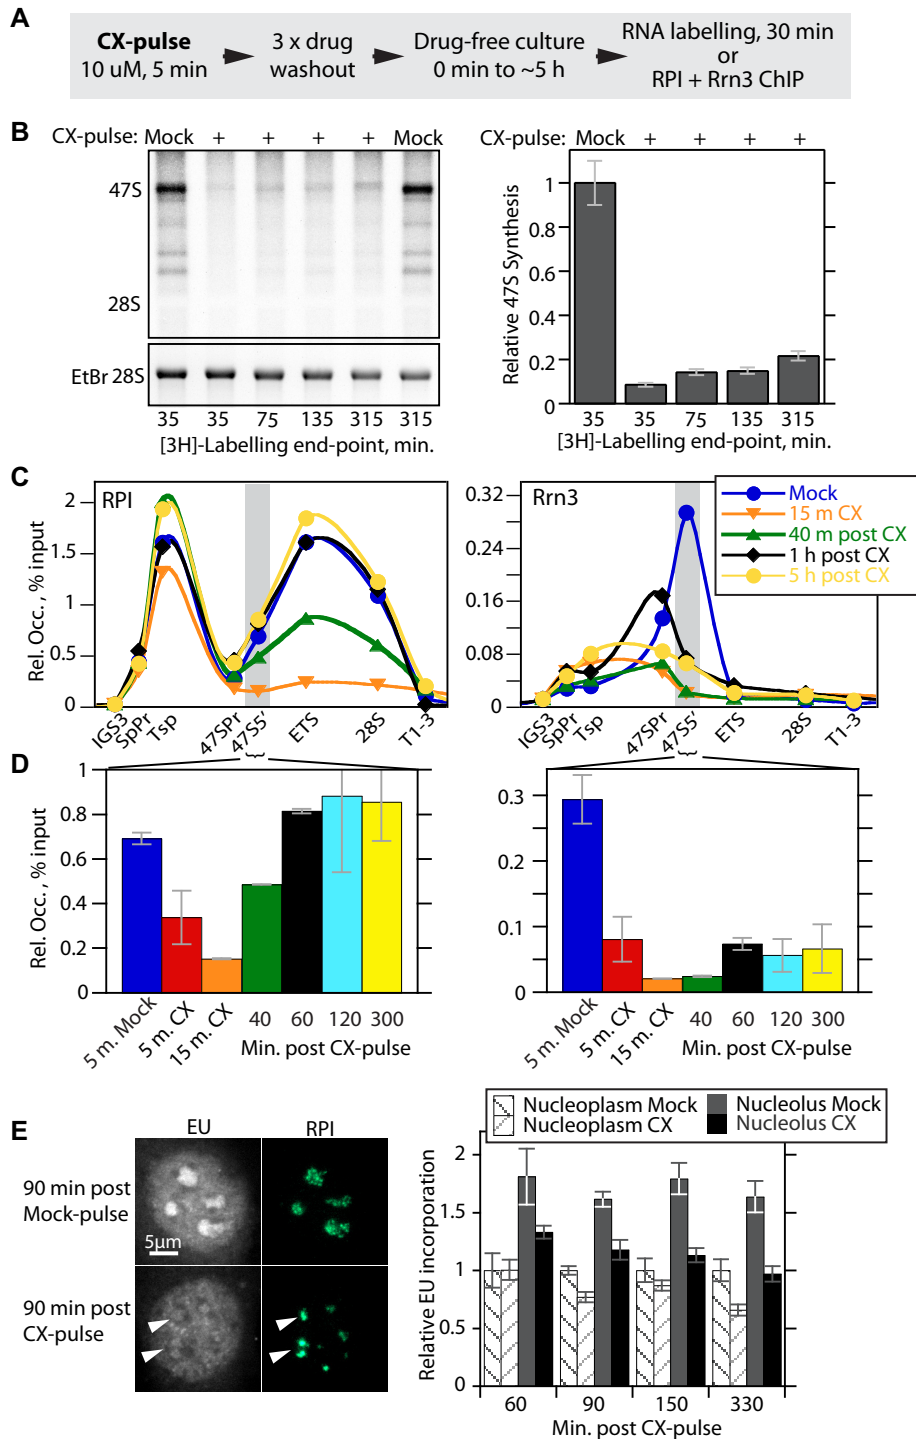 A
CX-pulse
10 uM, 5 min
3 x drug
washout
Drug-free culture
0 min to ~5 h
RNA labelling, 30 min
or
RPI + Rrn3 ChIP
B
CX-pulse: Mock + + + + Mock
47S
28S
EtBr 28S
35 35 75 135 315 315
[3H]-Labelling end-point, min.
CX-pulse: Mock + + + +
Relative 47S Synthesis
1
0.8
0.6
0.4
0.2
0
35 35 75 135 315
[3H]-Labelling end-point, min.
C
RPI
Rel. Occ., % input
2
1.5
1
0.5
0
IGS3 SpPr Tsp 47SPr 47S5' ETS 28S T1-3
Rrn3
0.32
0.24
0.16
0.08
0
IGS3 SpPr Tsp 47SPr 47S5' ETS 28S T1-3
Mock
15 m CX
40 m post CX
1 h post CX
5 h post CX
D
Rel. Occ., % input
1
0.8
0.6
0.4
0.2
0
5 m. Mock 5 m. CX 15 m. CX 40 60 120 300
Min. post CX-pulse
0.3
0.2
0.1
0
5 m. Mock 5 m. CX 15 m. CX 40 60 120 300
Min. post CX-pulse
E
EU RPI
90 min post
Mock-pulse
5µm
90 min post
CX-pulse
Nucleoplasm Mock
Nucleoplasm CX
Nucleolus Mock
Nucleolus CX
Relative EU incorporation
2
1.5
1
0.5
0
60 90 150 330
Min. post CX-pulse